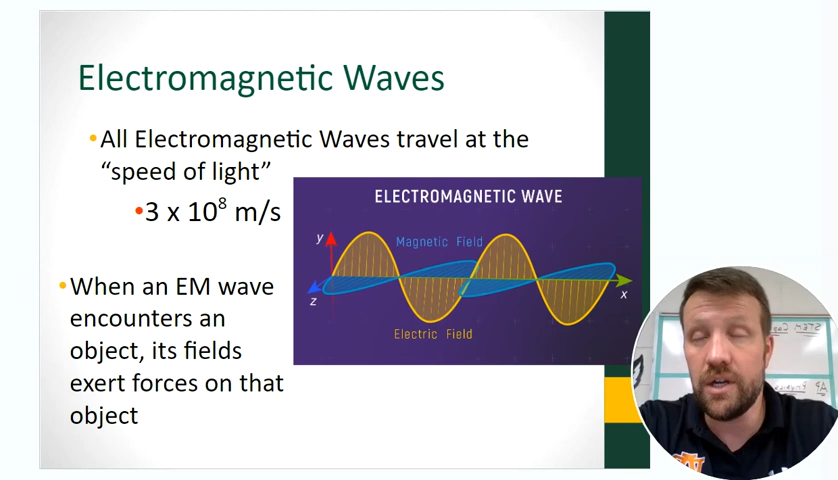 Electromagnetic Waves
•All Electromagnetic Waves travel at the
“speed of light”
•3 x 10⁸ m/s
ELECTROMAGNETIC WAVE
y
Magnetic Field
z
x
Electric Field
•When an EM wave
encounters an
object, its fields
exert forces on that
object